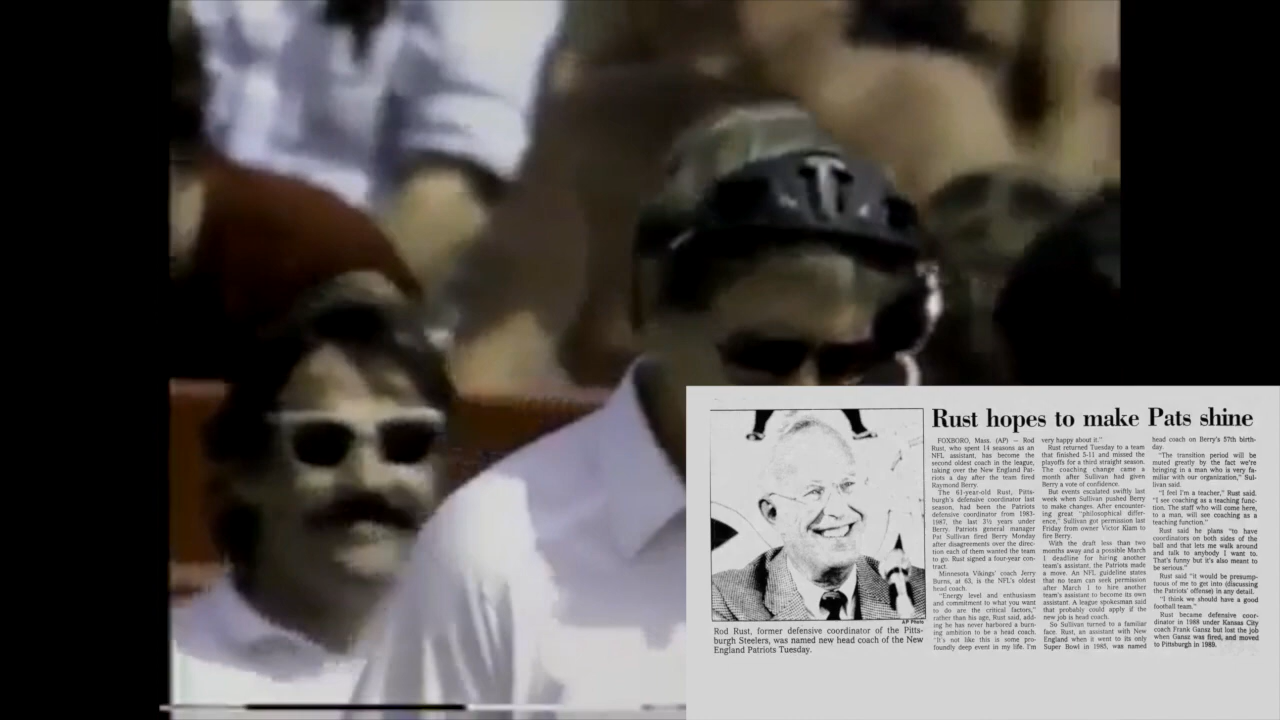 T
Rust hopes to make Pats shine
FOXBORO, Mass. (AP) — Rod
Rust, who spent 14 seasons as an
NFL assistant, has become the
second oldest coach in the league,
taking over the New England Pat-
riots a day after the team fired
Raymond Berry.
The 61-year-old Rust, Pitts-
burgh's defensive coordinator last
season, had been the Patriots
defensive coordinator from 1983-
1987, the last 3½ years under
Berry. Patriots general manager
Pat Sullivan fired Berry Monday
after disagreements over the direc-
tion each of them wanted the team
to go. Rust signed a four-year con-
tract.
Minnesota Vikings' coach Jerry
Burns, at 63, is the NFL's oldest
head coach.
"Energy level and enthusiasm
and commitment to what you want
to do are the critical factors,"
rather than his age, Rust said, add-
ing he has never harbored a burn-
ing ambition to be a head coach.
"It's not like this is some pro-
foundly deep event in my life. I'm
very happy about it."
Rust returned Tuesday to a team
that finished 5-11 and missed the
playoffs for a third straight season.
The coaching change came a
month after Sullivan had given
Berry a vote of confidence.
But events escalated swiftly last
week when Sullivan pushed Berry
to make changes. After encounter-
ing great "philosophical differ-
ence," Sullivan got permission last
Friday from owner Victor Kiam to
fire Berry.
With the draft less than two
months away and a possible March
1 deadline for hiring another
team's assistant, the Patriots made
a move. An NFL guideline states
that no team can seek permission
after March 1 to hire another
team's assistant to become its own
assistant. A league spokesman said
that probably could apply if the
new job is head coach.
So Sullivan turned to a familiar
face. Rust, an assistant with New
England when it went to its only
Super Bowl in 1985, was named
head coach on Berry's 57th birth-
day.
"The transition period will be
muted greatly by the fact we're
bringing in a man who is very fa-
miliar with our organization," Sul-
livan said.
"I feel I'm a teacher," Rust said.
"I see coaching as a teaching func-
tion. The staff who will come here,
to a man, will see coaching as a
teaching function."
Rust said he plans "to have
coordinators on both sides of the
ball and that lets me walk around
and talk to anybody I want to.
That's funny but it's also meant to
be serious."
Rust said "it would be presump-
tuous of me to get into (discussing
the Patriots' offense) in any detail.
"I think we should have a good
football team."
Rust became defensive coor-
dinator in 1988 under Kansas City
coach Frank Gansz but lost the job
when Gansz was fired, and moved
to Pittsburgh in 1989.
AP Photo
Rod Rust, former defensive coordinator of the Pitts-
burgh Steelers, was named new head coach of the New
England Patriots Tuesday.